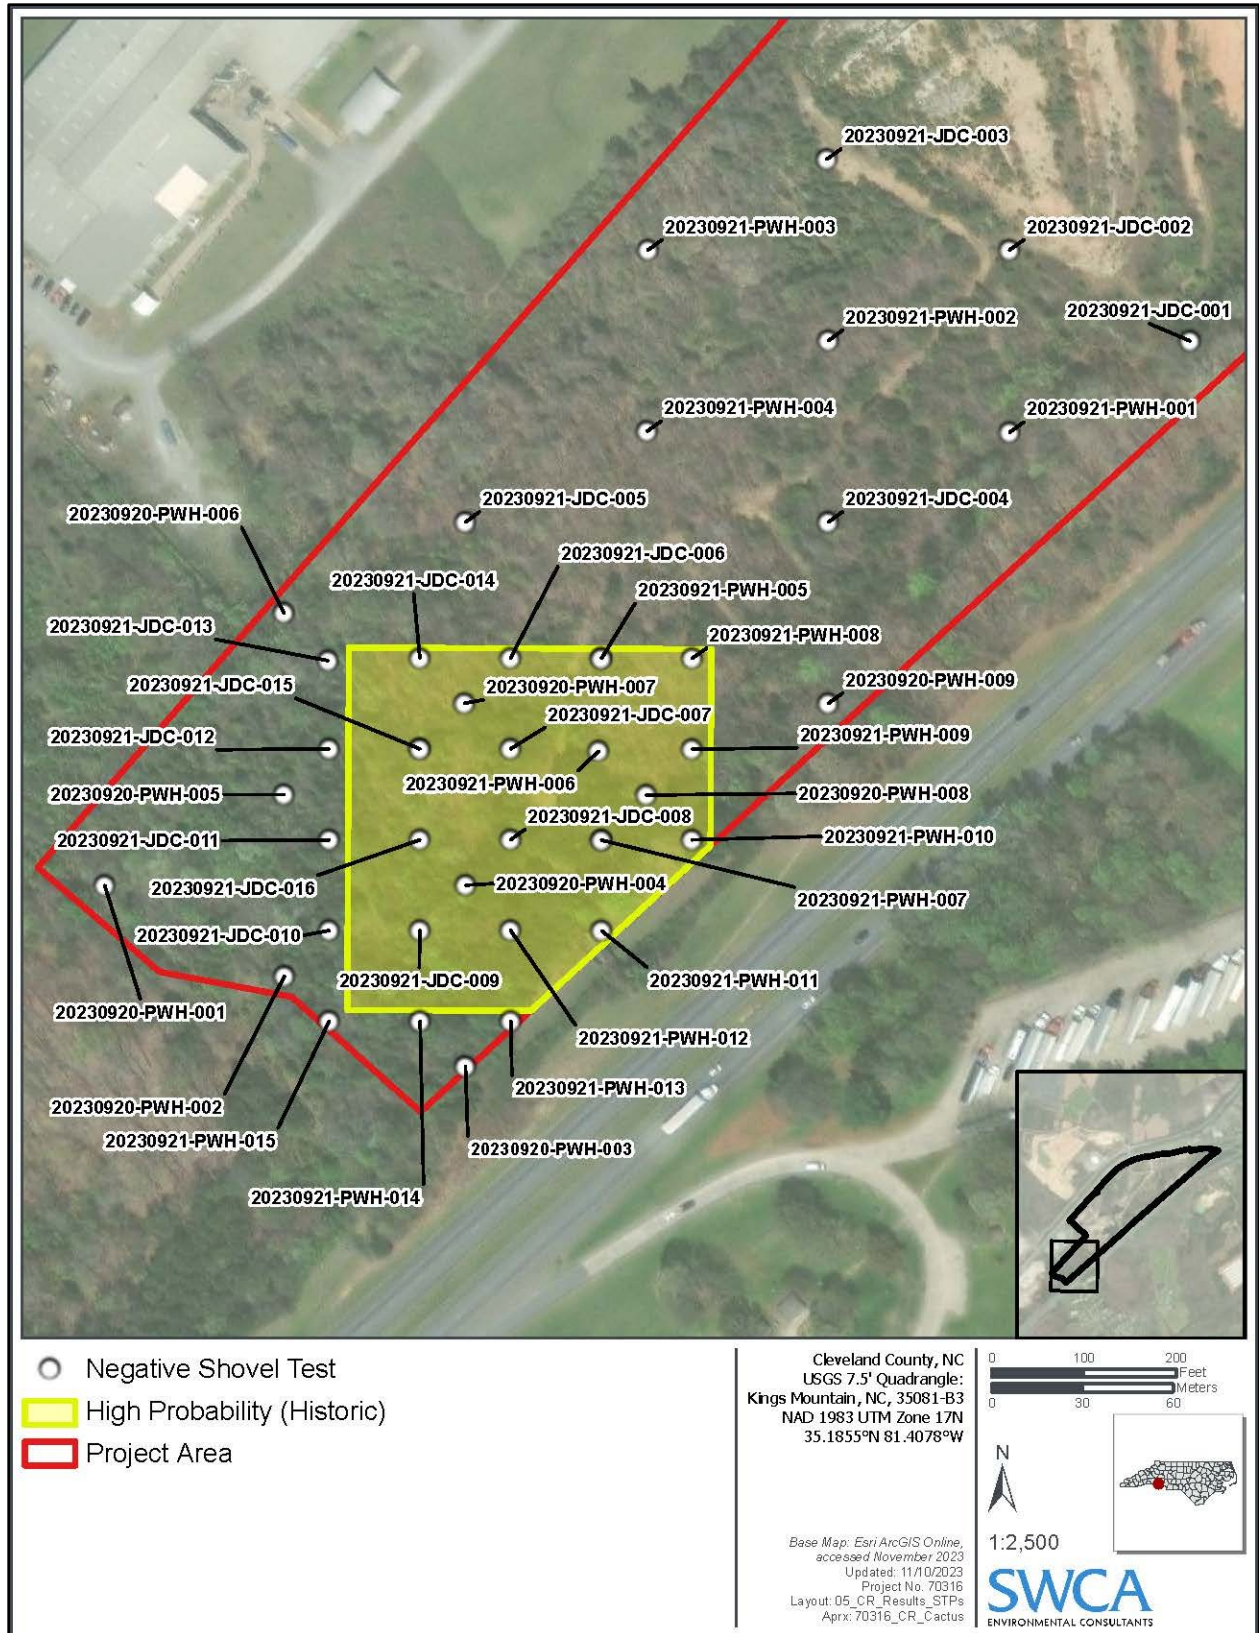 20230921-JDC-003
20230921-PWH-003
20230921-JDC-002
20230921-PWH-002
20230921-JDC-001
20230921-PWH-004
20230921-PWH-001
20230921-JDC-005
20230921-JDC-004
20230920-PWH-006
20230921-JDC-006
20230921-JDC-014
20230921-PWH-005
20230921-JDC-013
20230921-PWH-008
20230921-JDC-015
20230920-PWH-007
20230920-PWH-009
20230921-JDC-007
20230921-JDC-012
20230921-PWH-009
20230921-PWH-006
20230920-PWH-005
20230920-PWH-008
20230921-JDC-008
20230921-JDC-011
20230921-PWH-010
20230921-JDC-016
20230920-PWH-004
20230921-PWH-007
20230921-JDC-010
20230921-JDC-009
20230921-PWH-011
20230920-PWH-001
20230921-PWH-012
20230921-PWH-013
20230920-PWH-002
20230921-PWH-015
20230920-PWH-003
20230921-PWH-014
Negative Shovel Test
High Probability (Historic)
Project Area
Cleveland County, NC
USGS 7.5' Quadrangle:
Kings Mountain, NC, 35081-B3
NAD 1983 UTM Zone 17N
35.1855°N 81.4078°W
Base Map: Esri ArcGIS Online,
accessed November 2023
Updated: 11/10/2023
Project No. 70316
Layout: 05_CR_Results_STPs
Aprx: 70316_CR_Cactus
0 100 200
Feet
Meters
0 30 60
N
1:2,500
SWCA
ENVIRONMENTAL CONSULTANTS